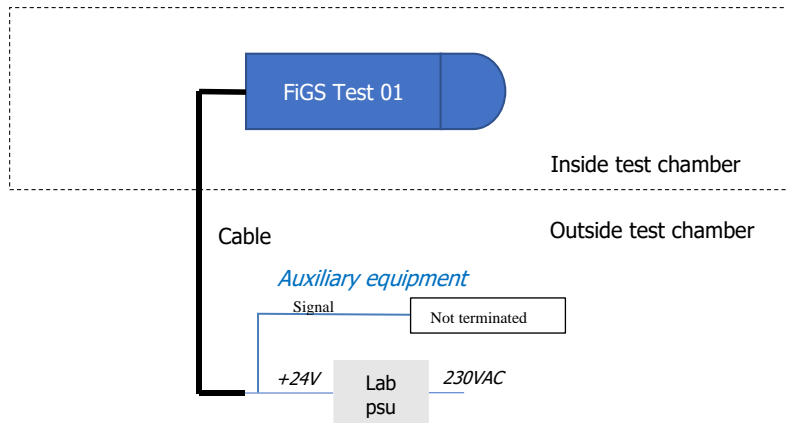 FiGS Test 01
Inside test chamber
Outside test chamber
Cable
Auxiliary equipment
Signal
Not terminated
+24V
Lab
psu
230VAC